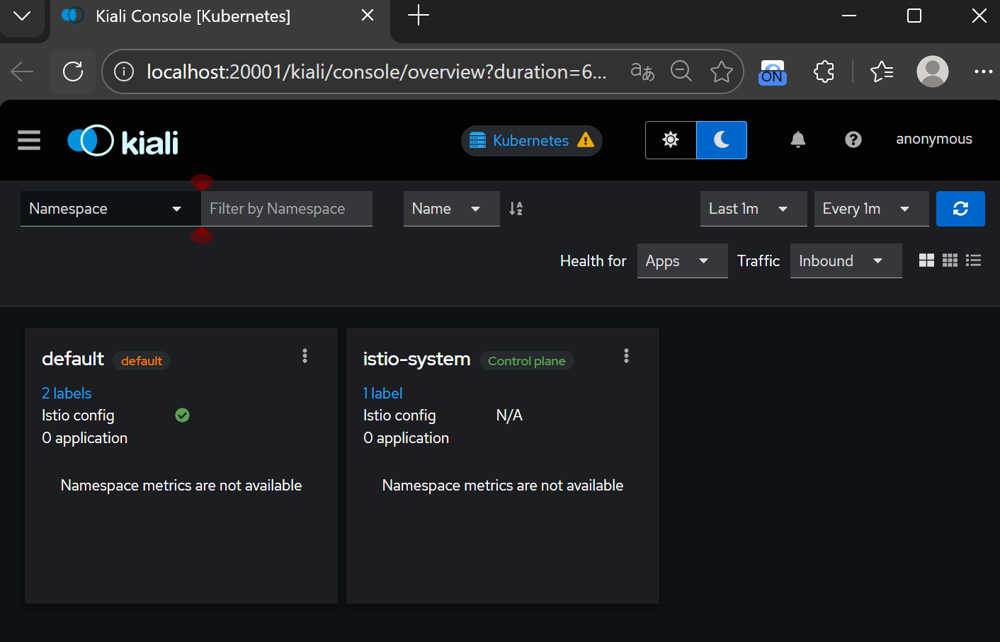 Kiali Console [Kubernetes]
localhost:20001/kiali/console/overview?duration=6...
aあ
ON
kiali
Kubernetes
anonymous
Namespace
Filter by Namespace
Name
Last 1m
Every 1m
Health for
Apps
Traffic
Inbound
default default
2 labels
Istio config
0 application
Namespace metrics are not available
istio-system Control plane
1 label
Istio config N/A
0 application
Namespace metrics are not available